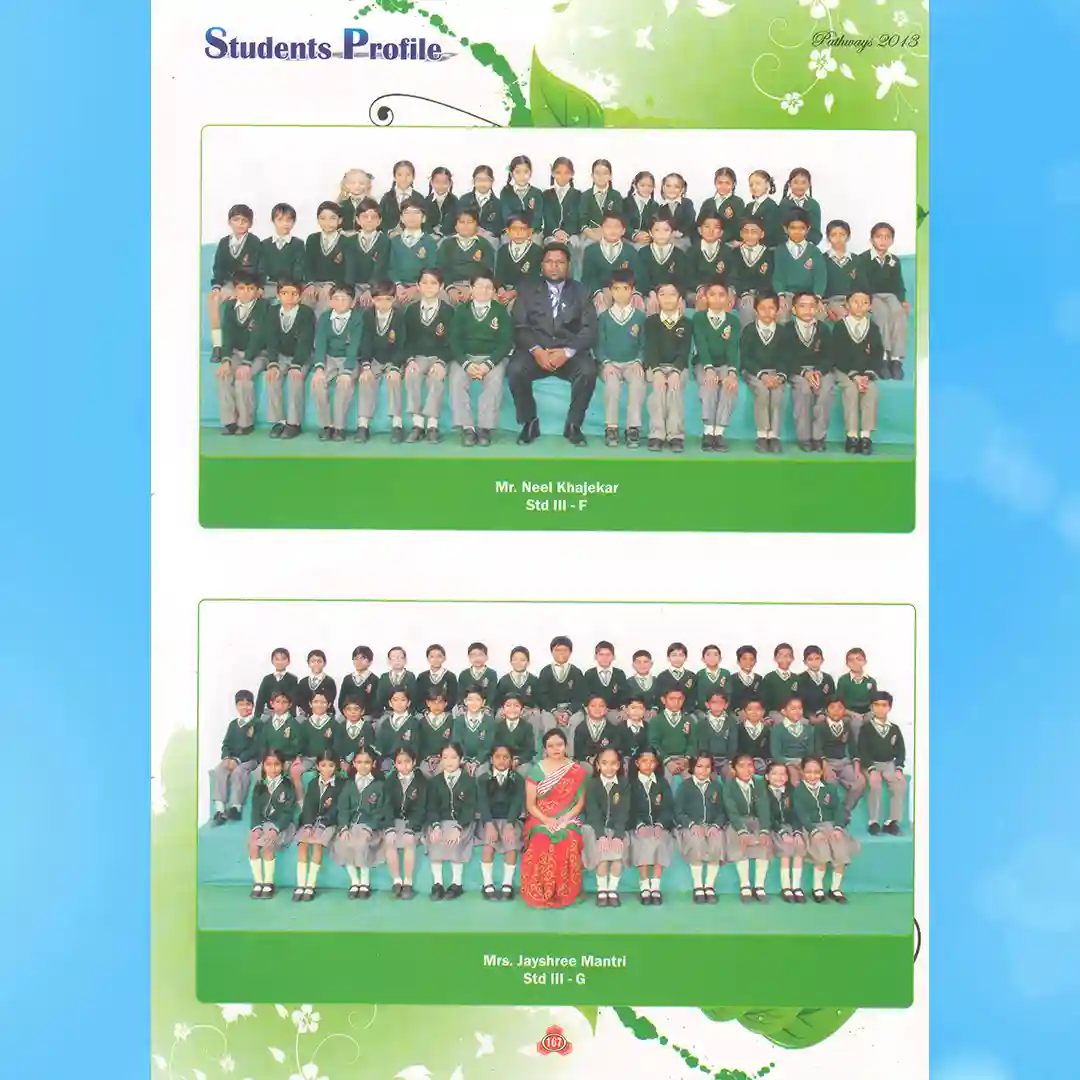 Students Profile
Pathways 2013
Mr. Neel Khajekar
Std III - F
Mrs. Jayshree Mantri
Std III - G
167